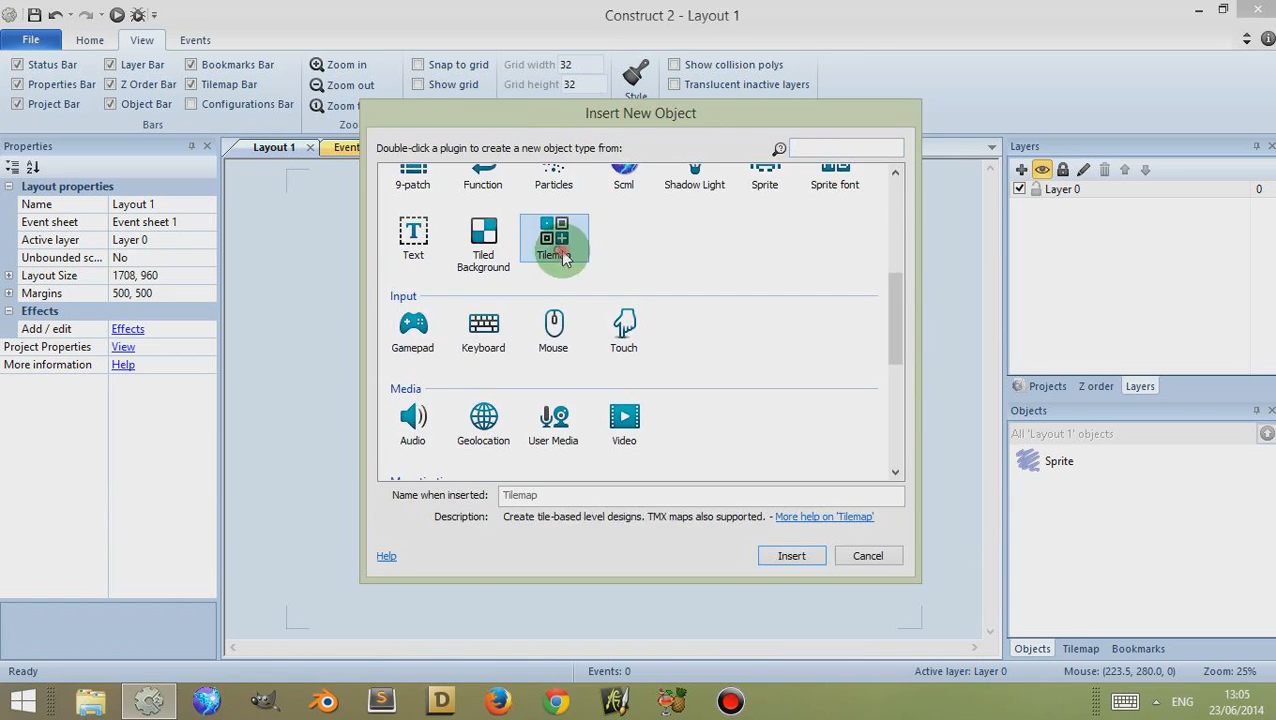 Construct 2 - Layout 1
File
Home
View
Events
Status Bar
Layer Bar
Bookmarks Bar
Zoom in
Snap to grid
Grid width 32
Show collision polys
Properties Bar
Z Order Bar
Tilemap Bar
Zoom out
Show grid
Grid height 32
Translucent inactive layers
Project Bar
Object Bar
Configurations Bar
Style
Bars
Properties
Layout properties
Name Layout 1
Event sheet Event sheet 1
Active layer Layer 0
Unbounded sc... No
Layout Size 1708, 960
Margins 500, 500
Effects
Add / edit Effects
Project Properties View
More information Help
Layout 1
Insert New Object
Double-click a plugin to create a new object type from:
9-patch
Function
Particles
Scml
Shadow Light
Sprite
Sprite font
T
Text
Tiled Background
Input
Gamepad
Keyboard
Mouse
Touch
Media
Audio
Geolocation
User Media
Video
Name when inserted: Tilemap
Description: Create tile-based level designs. TMX maps also supported. - More help on 'Tilemap'
Help
Insert
Cancel
Layers
Layer 0
Projects
Z order
Layers
Objects
All 'Layout 1' objects
Sprite
Objects
Tilemap
Bookmarks
Ready
Events: 0
Active layer: Layer 0
Mouse: (223.5, 280.0, 0)
Zoom: 25%
ENG
13:05
23/06/2014